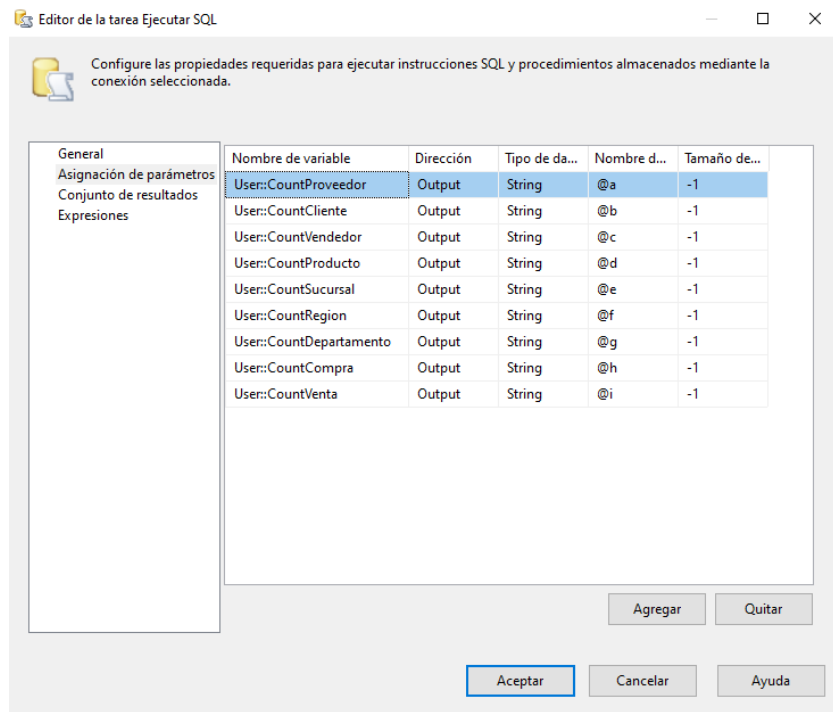 Editor de la tarea Ejecutar SQL
Configure las propiedades requeridas para ejecutar instrucciones SQL y procedimientos almacenados mediante la
conexión seleccionada.
General
Asignación de parámetros
Conjunto de resultados
Expresiones
Nombre de variable Dirección Tipo de da... Nombre d... Tamaño de...
User::CountProveedor Output String @a -1
User::CountCliente Output String @b -1
User::CountVendedor Output String @c -1
User::CountProducto Output String @d -1
User::CountSucursal Output String @e -1
User::CountRegion Output String @f -1
User::CountDepartamento Output String @g -1
User::CountCompra Output String @h -1
User::CountVenta Output String @i -1
Agregar Quitar
Aceptar Cancelar Ayuda